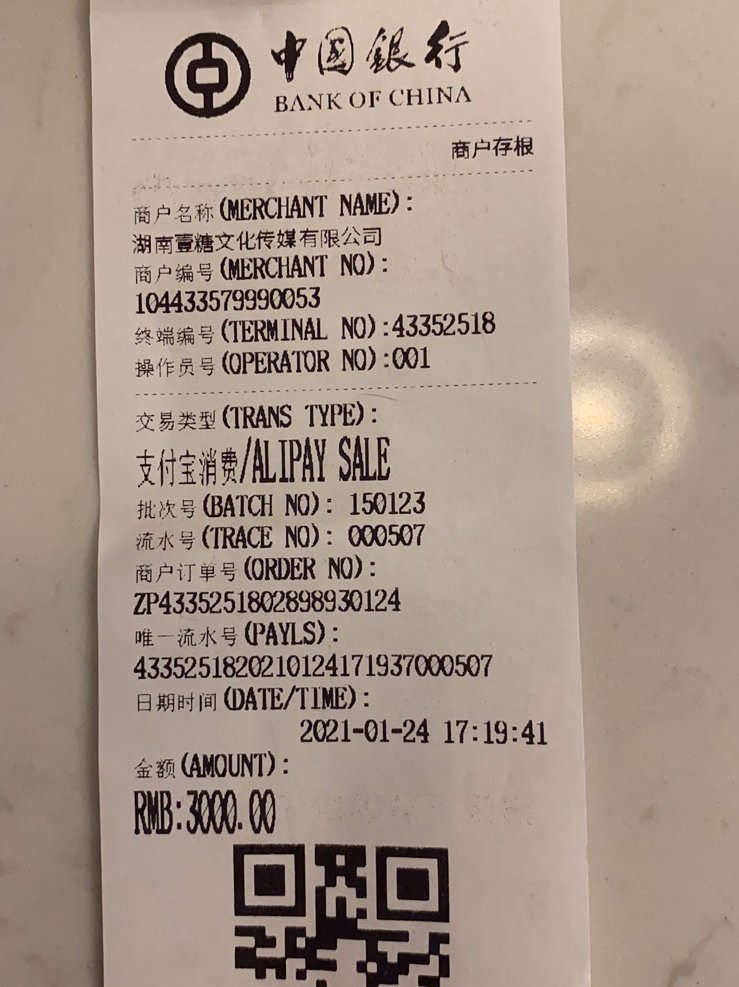 中国銀行
BANK OF CHINA
商户存根
商户名称(MERCHANT NAME):
湖南壹糖文化传媒有限公司
商户编号(MERCHANT NO):
104433579990053
终端编号(TERMINAL NO):43352518
操作员号(OPERATOR NO):001
交易类型(TRANS TYPE):
支付宝消费/ALIPAY SALE
批次号(BATCH NO): 150123
流水号(TRACE NO): 000507
商户订单号(ORDER NO):
ZP4335251802898930124
唯一流水号(PAYLS):
4335251820210124171937000507
日期时间(DATE/TIME):
2021-01-24 17:19:41
金额(AMOUNT):
RMB:3000.00